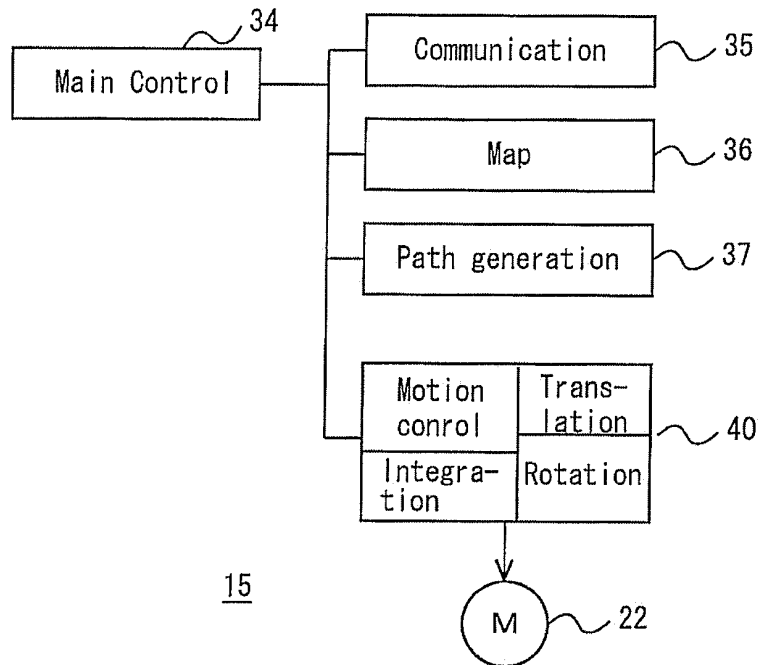 34
Main Control
Communication
35
Map
36
Path generation
37
Motion
conrol
Trans-
lation
Integra-
tion
Rotation
40
15
M
22